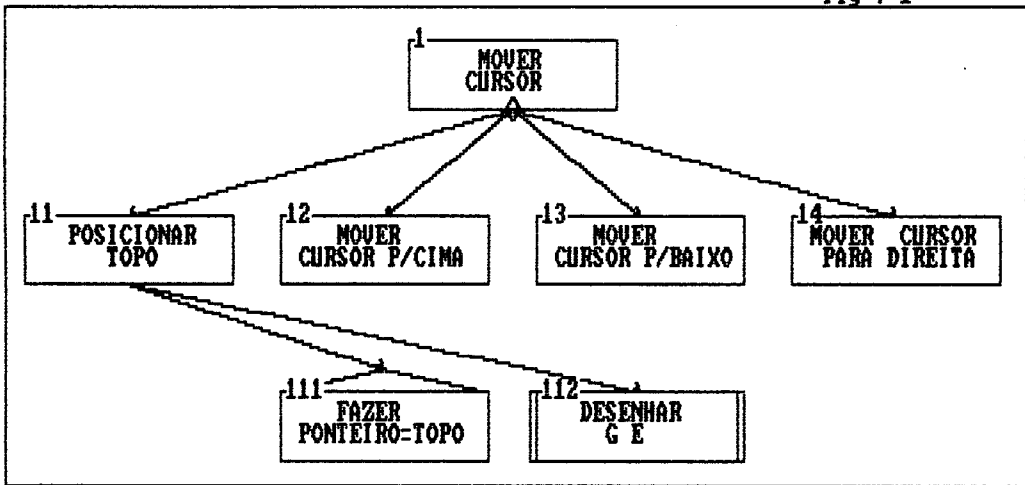 1
MOVER
CURSOR
11
POSICIONAR
TOPO
12
MOVER
CURSOR P/CIMA
13
MOVER
CURSOR P/BAIXO
14
MOVER CURSOR
PARA DIREITA
111
FAZER
PONTEIRO=TOPO
112
DESENHAR
G E